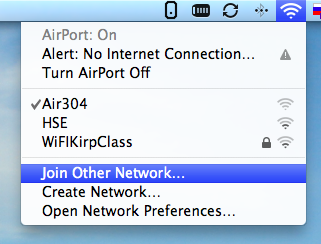 AirPort: On
Alert: No Internet Connection...
Turn AirPort Off
Air304
HSE
WiFIKirpClass
Join Other Network...
Create Network...
Open Network Preferences...